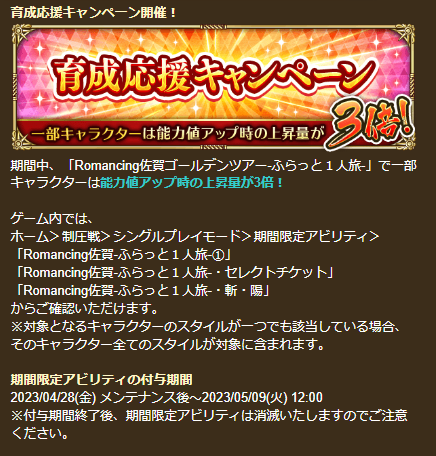 育成応援キャンペーン開催！
育成応援キャンペーン
一部キャラクターは能力値アップ時の上昇量が3倍!
期間中、「Romancing佐賀ゴールデンツアー-ふらっと１人旅-」で一部
キャラクターは能力値アップ時の上昇量が3倍！
ゲーム内では、
ホーム＞制圧戦＞シングルプレイモード＞期間限定アビリティ＞
「Romancing佐賀-ふらっと１人旅-①」
「Romancing佐賀-ふらっと１人旅-・セレクトチケット」
「Romancing佐賀-ふらっと１人旅-・斬・陽」
からご確認いただけます。
※対象となるキャラクターのスタイルが一つでも該当している場合、
そのキャラクター全てのスタイルが対象に含まれます。
期間限定アビリティの付与期間
2023/04/28(金) メンテナンス後～2023/05/09(火) 12:00
※付与期間終了後、期間限定アビリティは消滅いたしますのでご注意
ください。